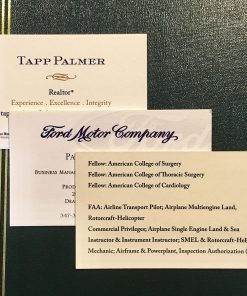 TAPP PALMER
Realtor*
Experience . Excellence . Integrity
Ford Motor Company
Fellow: American College of Surgery
Fellow: American College of Thoracic Surgery
Fellow: American College of Cardiology
FAA: Airline Transport Pilot; Airplane Multiengine Land,
Rotorcraft-Helicopter
Commercial Privileges; Airplane Single Engine Land & Sea
Instructor & Instrument Instructor; SMEL & Rotorcraft-Heli
Mechanic; Airframe & Powerplant, Inspection Authorization